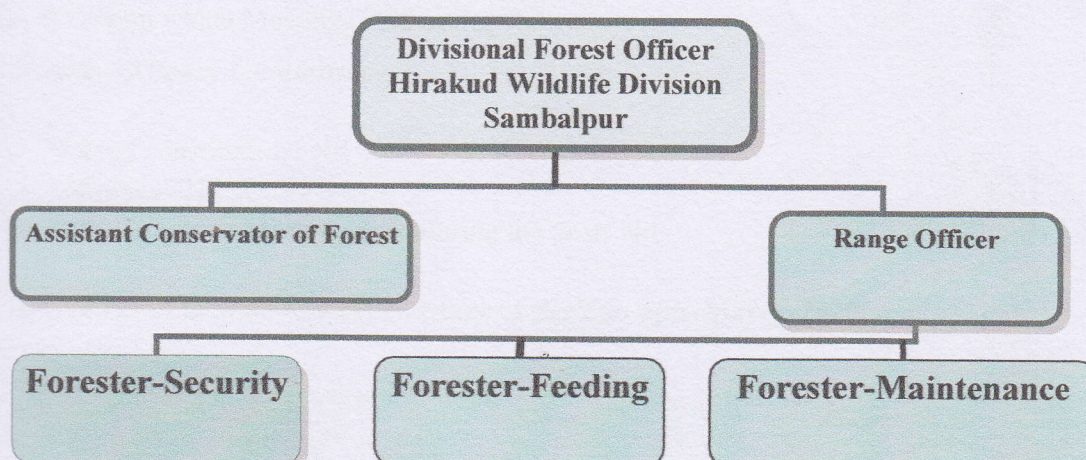 Divisional Forest Officer
Hirakud Wildlife Division
Sambalpur
Assistant Conservator of Forest
Range Officer
Forester-Security
Forester-Feeding
Forester-Maintenance